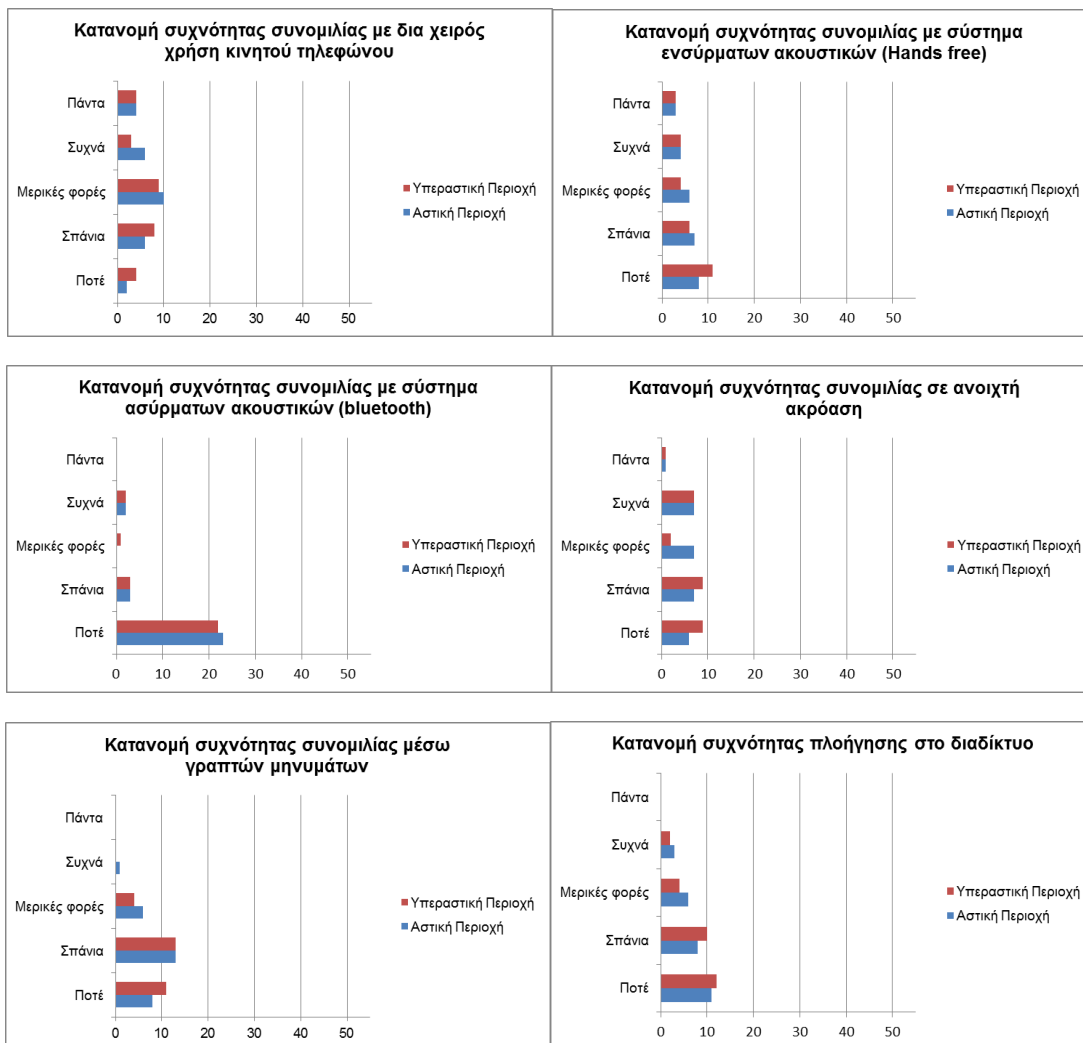 Κατανομή συχνότητας συνομιλίας με δια χειρός
χρήση κινητού τηλεφώνου
Πάντα
Συχνά
Μερικές φορές
Σπάνια
Ποτέ
Υπεραστική Περιοχή
Αστική Περιοχή
0 10 20 30 40 50
Κατανομή συχνότητας συνομιλίας με σύστημα
ενσύρματων ακουστικών (Hands free)
Πάντα
Συχνά
Μερικές φορές
Σπάνια
Ποτέ
Υπεραστική Περιοχή
Αστική Περιοχή
0 10 20 30 40 50
Κατανομή συχνότητας συνομιλίας με σύστημα
ασύρματων ακουστικών (bluetooth)
Πάντα
Συχνά
Μερικές φορές
Σπάνια
Ποτέ
Υπεραστική Περιοχή
Αστική Περιοχή
0 10 20 30 40 50
Κατανομή συχνότητας συνομιλίας σε ανοιχτή
ακρόαση
Πάντα
Συχνά
Μερικές φορές
Σπάνια
Ποτέ
Υπεραστική Περιοχή
Αστική Περιοχή
0 10 20 30 40 50
Κατανομή συχνότητας συνομιλίας μέσω
γραπτών μηνυμάτων
Πάντα
Συχνά
Μερικές φορές
Σπάνια
Ποτέ
Υπεραστική Περιοχή
Αστική Περιοχή
0 10 20 30 40 50
Κατανομή συχνότητας πλοήγησης στο διαδίκτυο
Πάντα
Συχνά
Μερικές φορές
Σπάνια
Ποτέ
Υπεραστική Περιοχή
Αστική Περιοχή
0 10 20 30 40 50